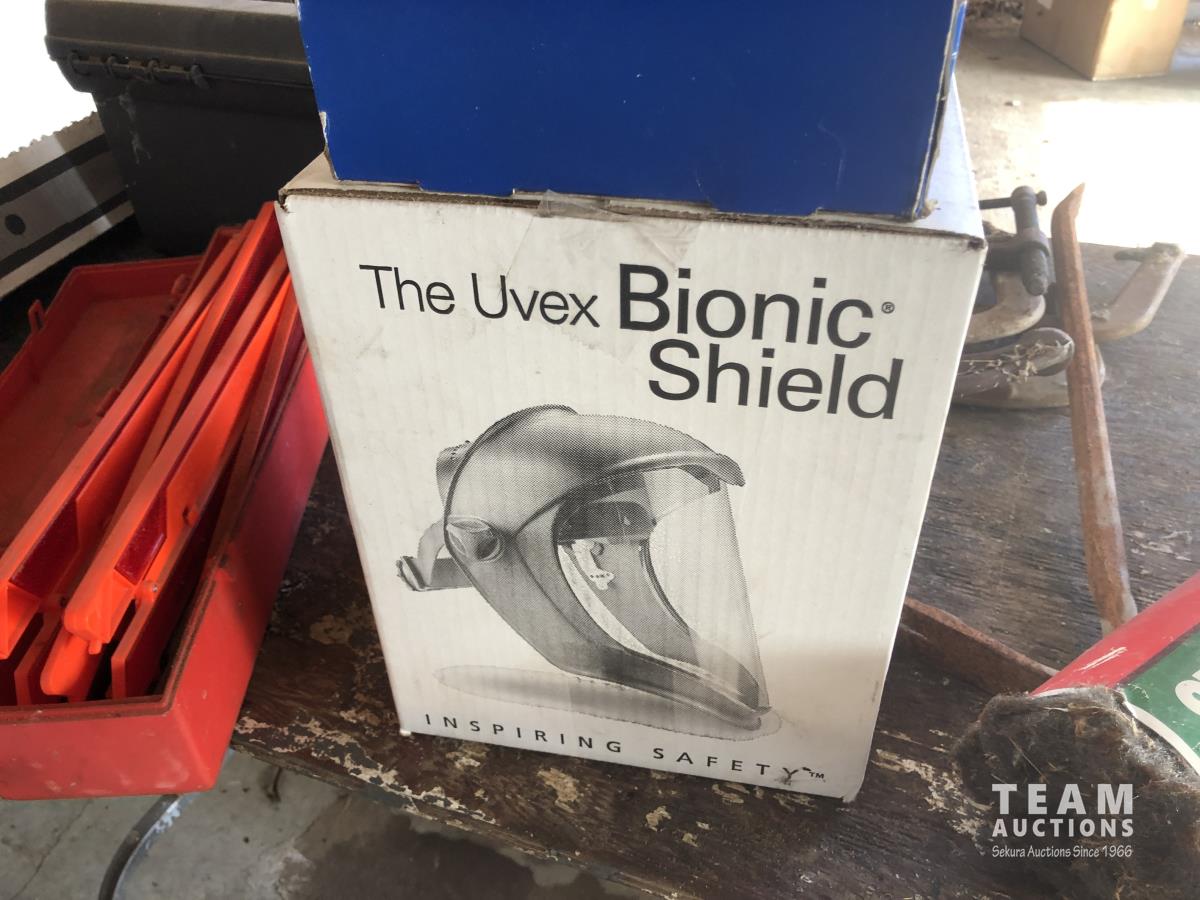 The Uvex Bionic®
Shield
INSPIRING SAFETY™
TEAM
AUCTIONS
Sekura Auctions Since 1966